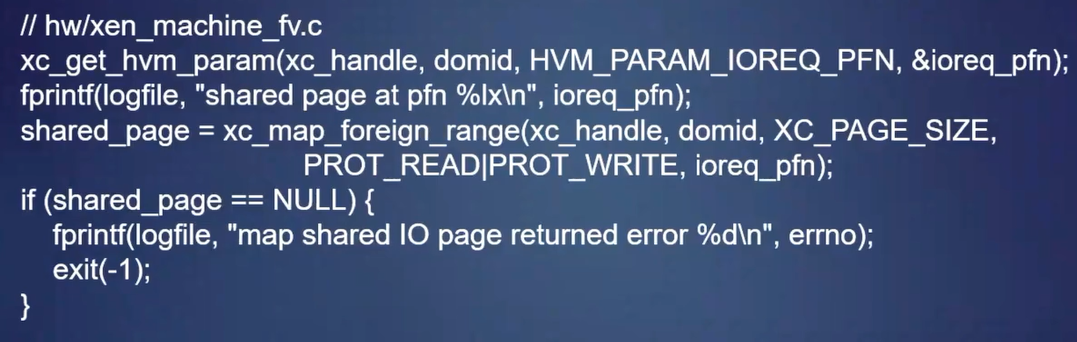 // hw/xen_machine_fv.c
xc_get_hvm_param(xc_handle, domid, HVM_PARAM_IOREQ_PFN, &ioreq_pfn);
fprintf(logfile, "shared page at pfn %lx\n", ioreq_pfn);
shared_page = xc_map_foreign_range(xc_handle, domid, XC_PAGE_SIZE,
PROT_READ|PROT_WRITE, ioreq_pfn);
if (shared_page == NULL) {
fprintf(logfile, "map shared IO page returned error %d\n", errno);
exit(-1);
}